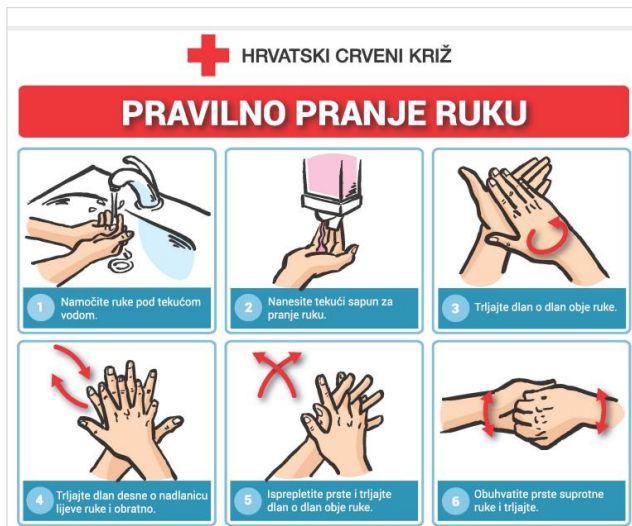 HRVATSKI CRVENI KRIŽ
PRAVILNO PRANJE RUKU
1 Namočite ruke pod tekućom
vodom.
2 Nanesite tekući sapun za
pranje ruku.
3 Trljajte dlan o dlan obje ruke.
4 Trljajte dlan desne o nadlanicu
lijeve ruke i obratno.
5 Isprepletite prste i trljajte
dlan o dlan obje ruke.
6 Obuhvatite prste suprotne
ruke i trljajte.